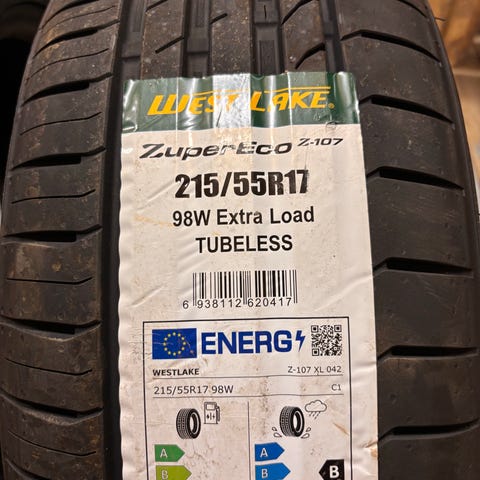 WESTLAKE
ZuperEco Z-107
215/55R17
98W Extra Load
TUBELESS
6 938112 620417
ENERG
WESTLAKE Z-107 XL 042
215/55R17 98W C1
A A
B B B